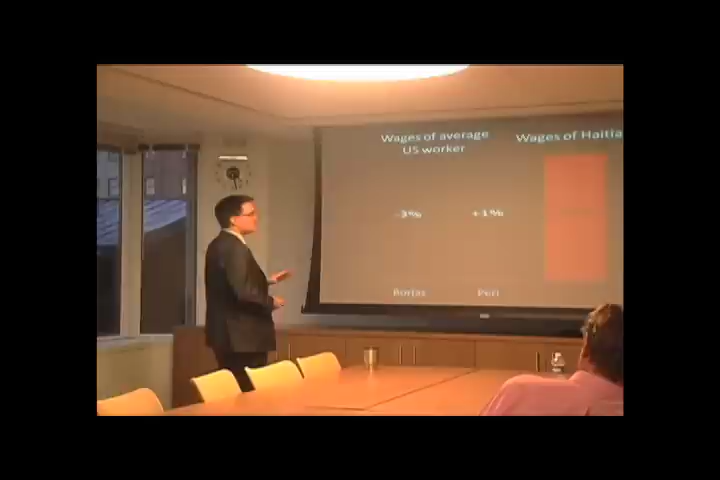 Wages of average
US worker
Wages of Haitia
-3%
+1%
Borjas
Peri